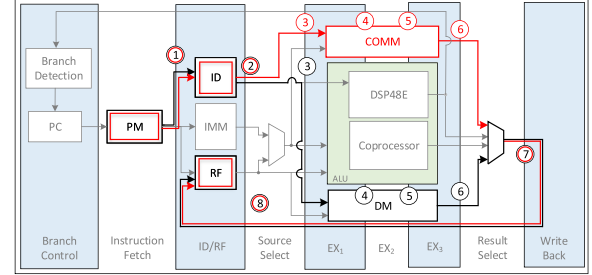 3
4
5
6
COMM
1
ID
2
3
Branch
Detection
DSP48E
PC
PM
IMM
Coprocessor
ALU
RF
7
8
4
5
6
DM
Branch
Control
Instruction
Fetch
ID/RF
Source
Select
EX1
EX2
EX3
Result
Select
Write
Back